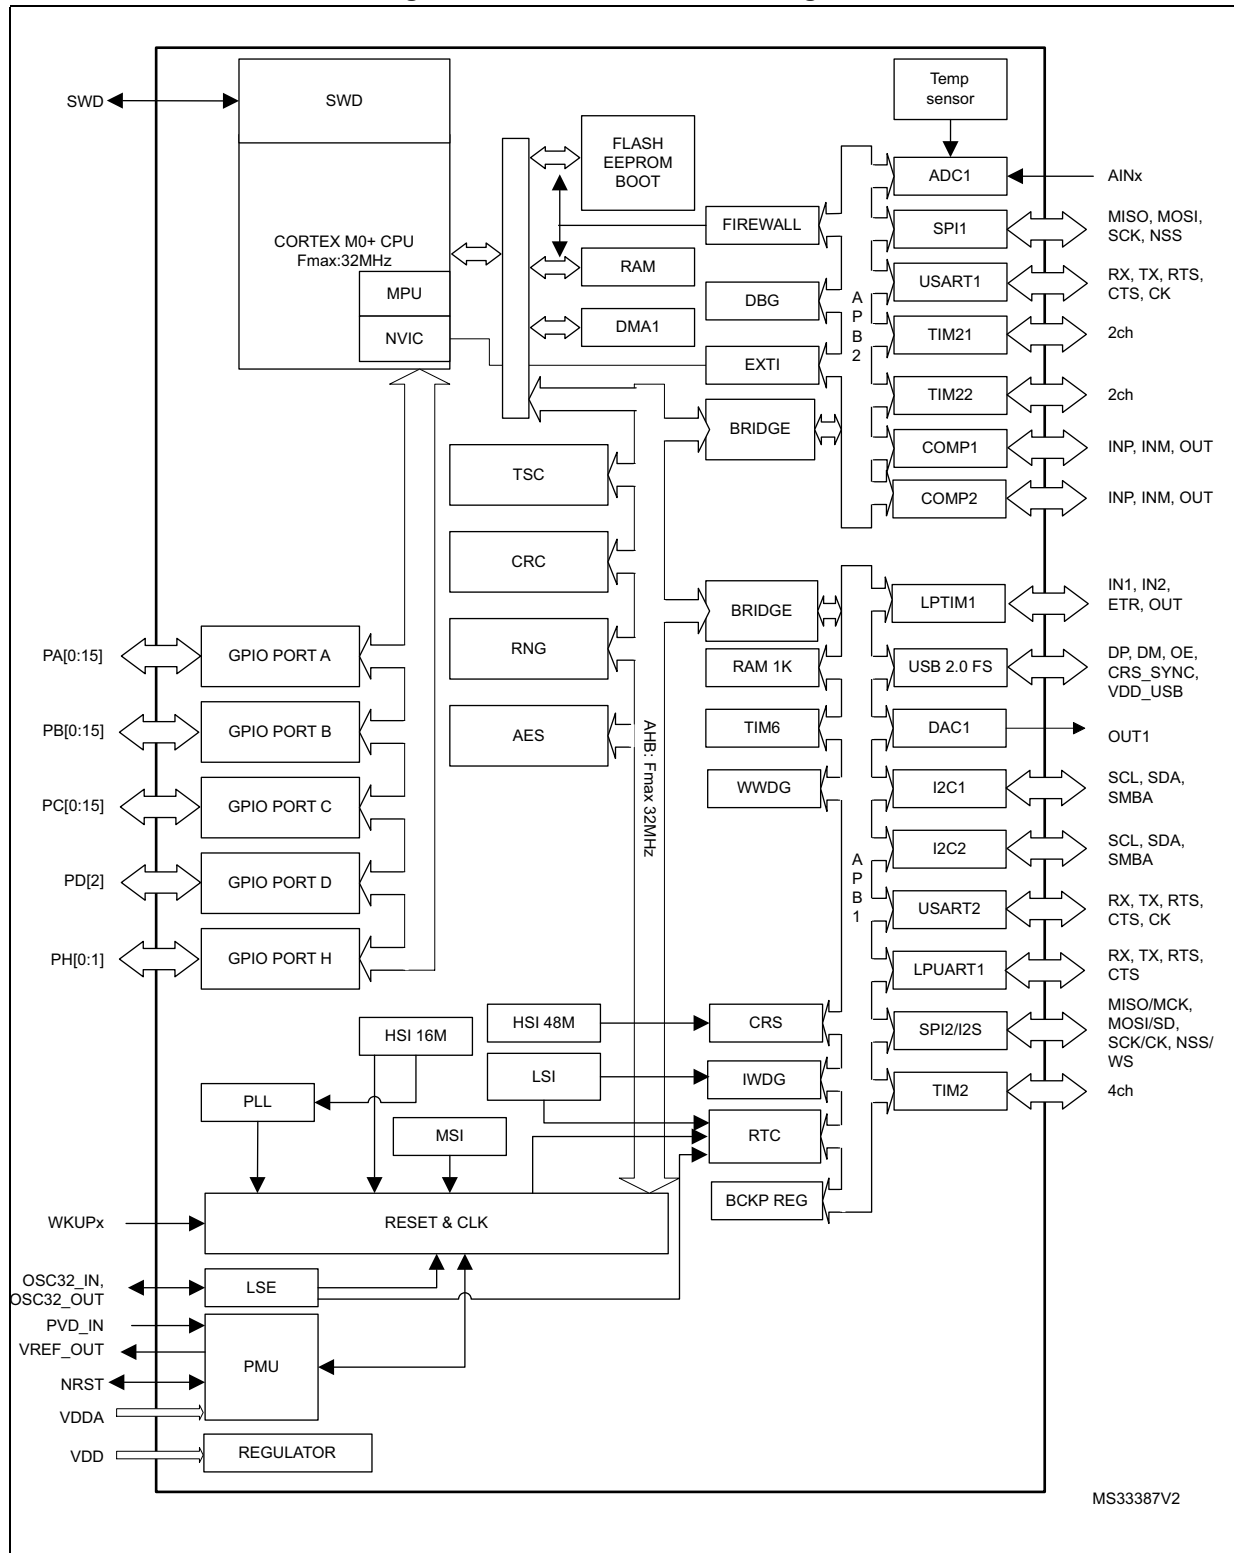 SWD
SWD
CORTEX M0+ CPU
Fmax:32MHz
MPU
NVIC
FLASH
EEPROM
BOOT
RAM
DMA1
FIREWALL
DBG
EXTI
BRIDGE
A
P
B
2
Temp
sensor
ADC1
AINx
SPI1
MISO, MOSI,
SCK, NSS
USART1
RX, TX, RTS,
CTS, CK
TIM21
2ch
TIM22
2ch
COMP1
INP, INM, OUT
COMP2
INP, INM, OUT
TSC
CRC
RNG
AES
AHB: Fmax 32MHz
PA[0:15]
GPIO PORT A
PB[0:15]
GPIO PORT B
PC[0:15]
GPIO PORT C
PD[2]
GPIO PORT D
PH[0:1]
GPIO PORT H
BRIDGE
RAM 1K
TIM6
WWDG
A
P
B
1
LPTIM1
IN1, IN2,
ETR, OUT
USB 2.0 FS
DP, DM, OE,
CRS_SYNC,
VDD_USB
DAC1
OUT1
I2C1
SCL, SDA,
SMBA
I2C2
SCL, SDA,
SMBA
USART2
RX, TX, RTS,
CTS, CK
LPUART1
RX, TX, RTS,
CTS
SPI2/I2S
MISO/MCK,
MOSI/SD,
SCK/CK, NSS/
WS
TIM2
4ch
HSI 16M
HSI 48M
CRS
LSI
IWDG
PLL
MSI
RTC
BCKP REG
WKUPx
RESET & CLK
OSC32_IN,
OSC32_OUT
LSE
PVD_IN
VREF_OUT
NRST
VDDA
PMU
VDD
REGULATOR
MS33387V2